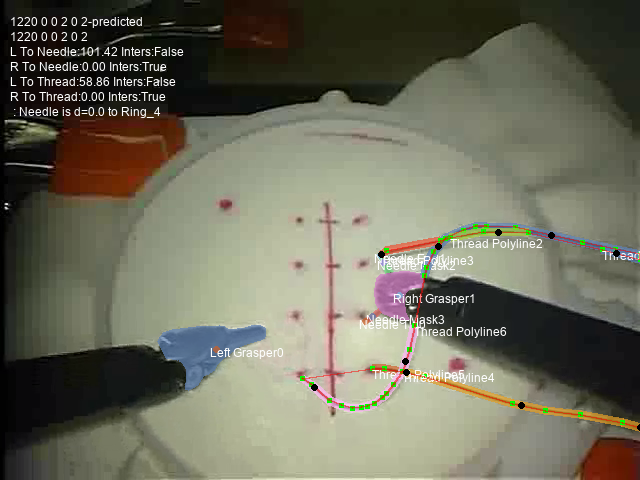 1220 0 0 2 0 2-predicted
1220 0 0 2 0 2
L To Needle:101.42 Inters:False
R To Needle:0.00 Inters:True
L To Thread:58.86 Inters:False
R To Thread:0.00 Inters:True
: Needle is d=0.0 to Ring_4
Thread Polyline2
Thread
Polyline3
Right Grasper1
Needle Mask3
Needle
Thread Polyline6
Left Grasper0
Thread Polyline4